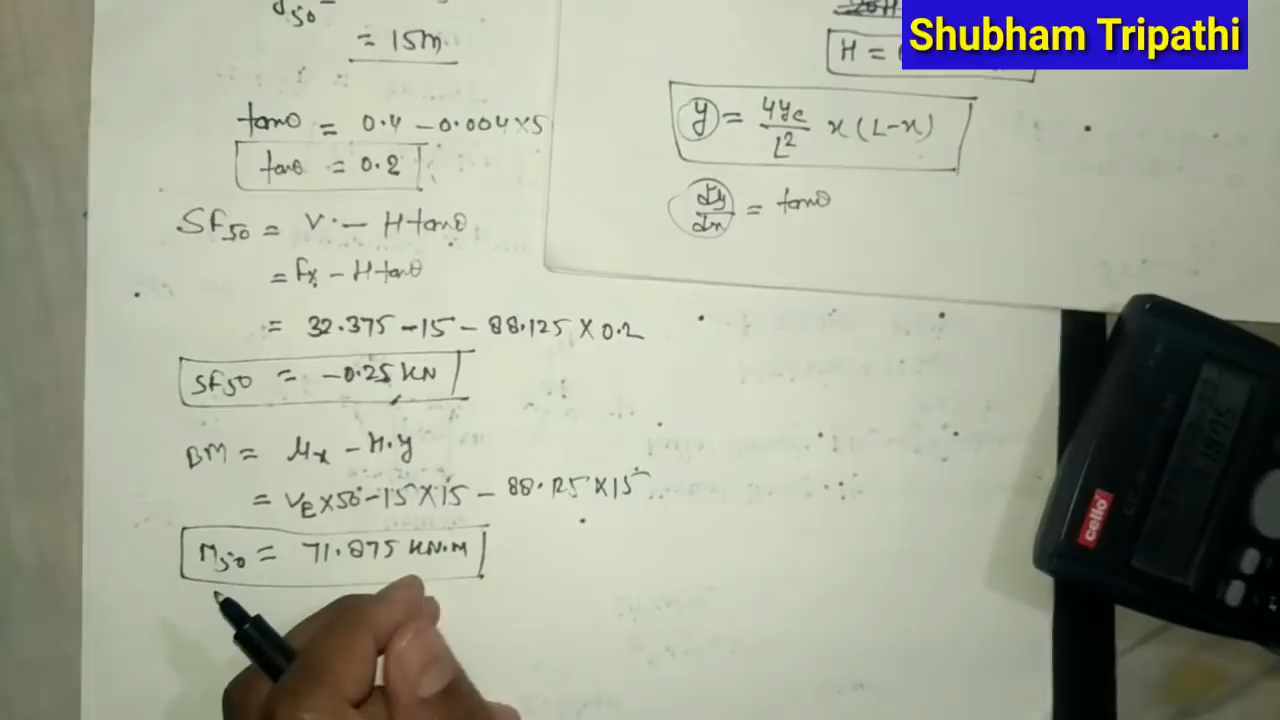 = 15m
tanθ = 0.4 - 0.004×5
tanθ = 0.2
SF50 = V - H tanθ
= Fx - H tanθ
= 32.375 - 15 - 88.125 × 0.2
SF50 = -0.25 KN
BM = Mx - H.y
= VE × 50 - 15 × 15 - 88.125 × 15
M50 = 71.875 KN.M
Shubham Tripathi
H =
y = 4yc/L² x (L-x)
dy/dx = tanθ
cello